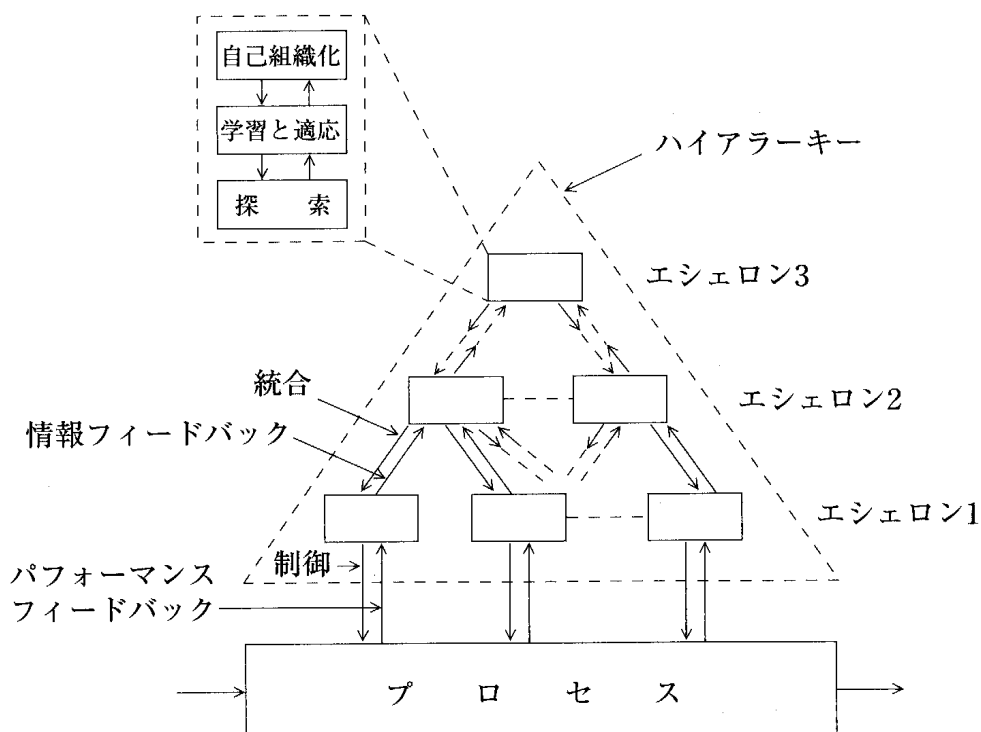 自己組織化
学習と適応
探索
ハイアラーキー
エシェロン3
統合
エシェロン2
情報フィードバック
エシェロン1
制御
パフォーマンス
フィードバック
プロセス